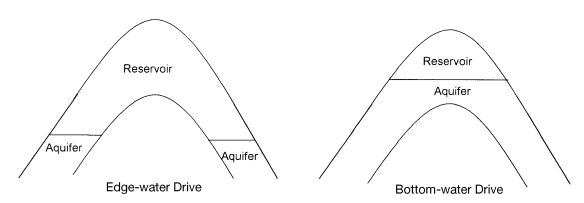 Reservoir
Aquifer
Aquifer
Edge-water Drive
Reservoir
Aquifer
Bottom-water Drive